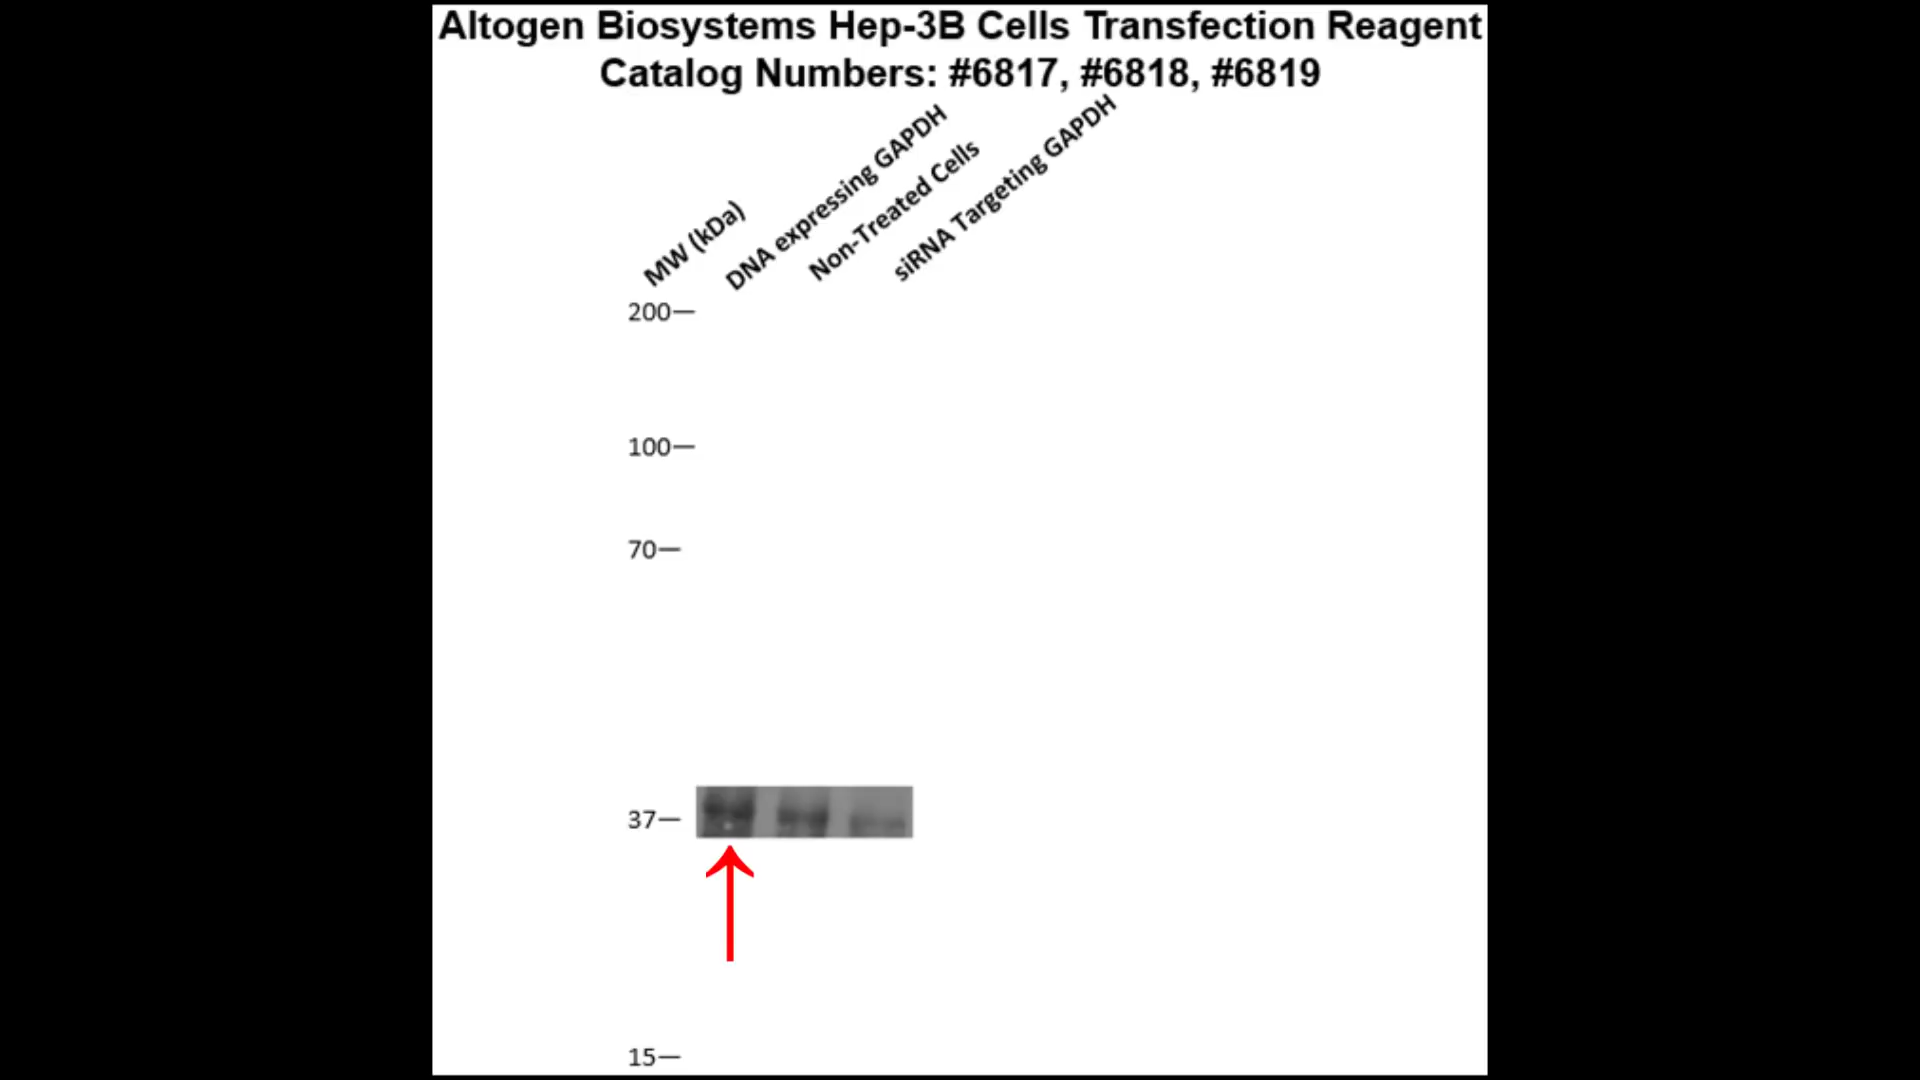 Altogen Biosystems Hep-3B Cells Transfection Reagent
Catalog Numbers: #6817, #6818, #6819
MW (kDa)
DNA expressing GAPDH
Non-Treated Cells
siRNA Targeting GAPDH
200
100
70
37
15